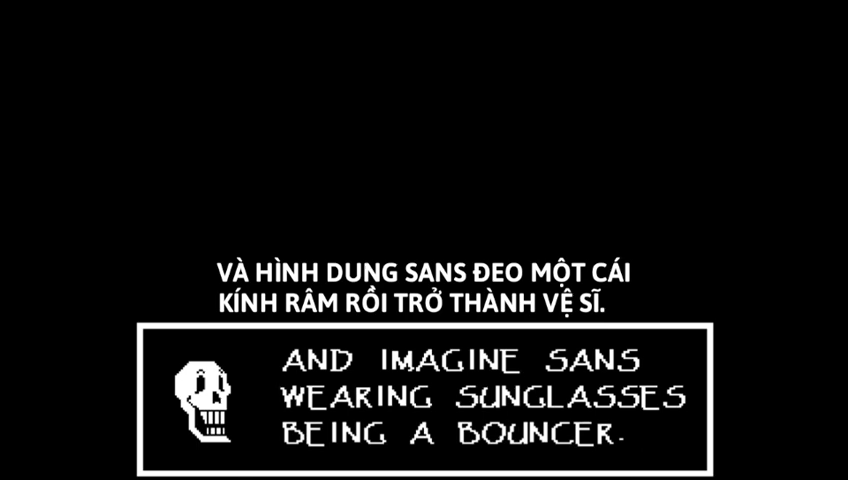 VÀ HÌNH DUNG SANS ĐEO MỘT CÁI
KÍNH RÂM RỒI TRỞ THÀNH VỆ SĨ.
AND IMAGINE SANS
WEARING SUNGLASSES
BEING A BOUNCER.